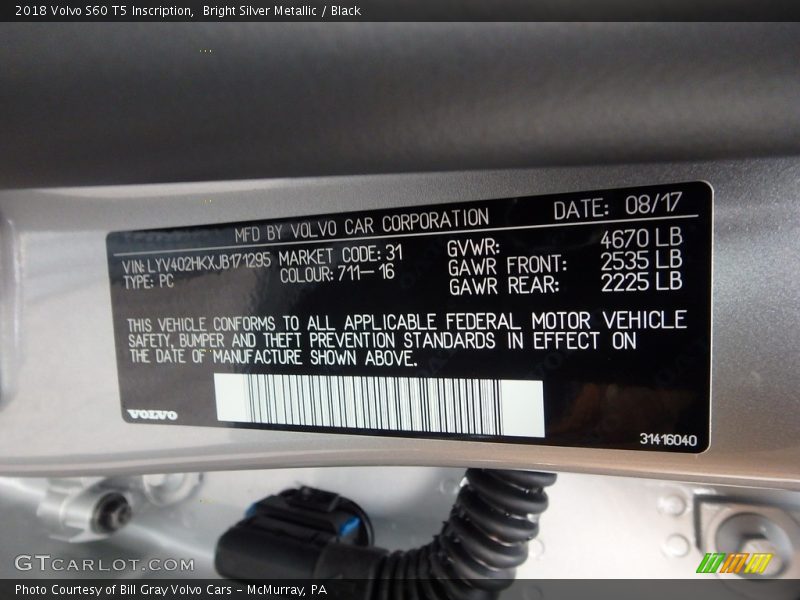 2018 Volvo S60 T5 Inscription,  Bright Silver Metallic / Black
MFD BY VOLVO CAR CORPORATION DATE: 08/17
VIN: LYV402HKXJB171295 MARKET CODE: 31 GVWR: 4670 LB
TYPE: PC COLOUR: 711-16 GAWR FRONT: 2535 LB
GAWR REAR: 2225 LB
THIS VEHICLE CONFORMS TO ALL APPLICABLE FEDERAL MOTOR VEHICLE
SAFETY, BUMPER AND THEFT PREVENTION STANDARDS IN EFFECT ON
THE DATE OF MANUFACTURE SHOWN ABOVE.
VOLVO
31416040
GTCARLOT.COM
Photo Courtesy of Bill Gray Volvo Cars - McMurray, PA